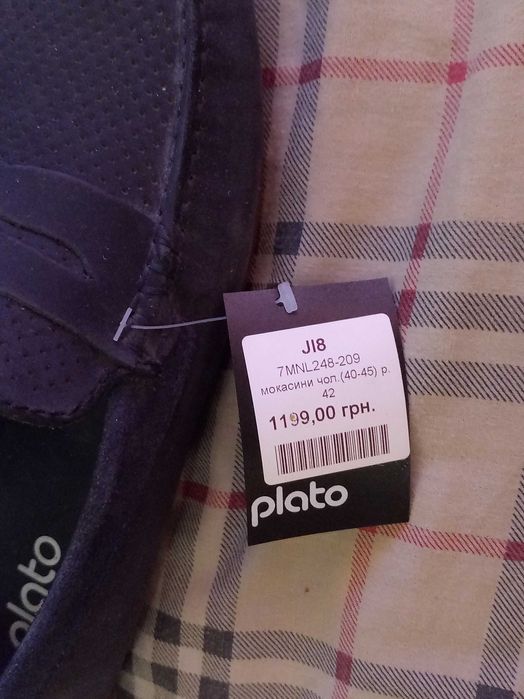 JI8
7MNL248-209
мокасини чол.(40-45) р.
42
1199,00 грн.
plato
plato